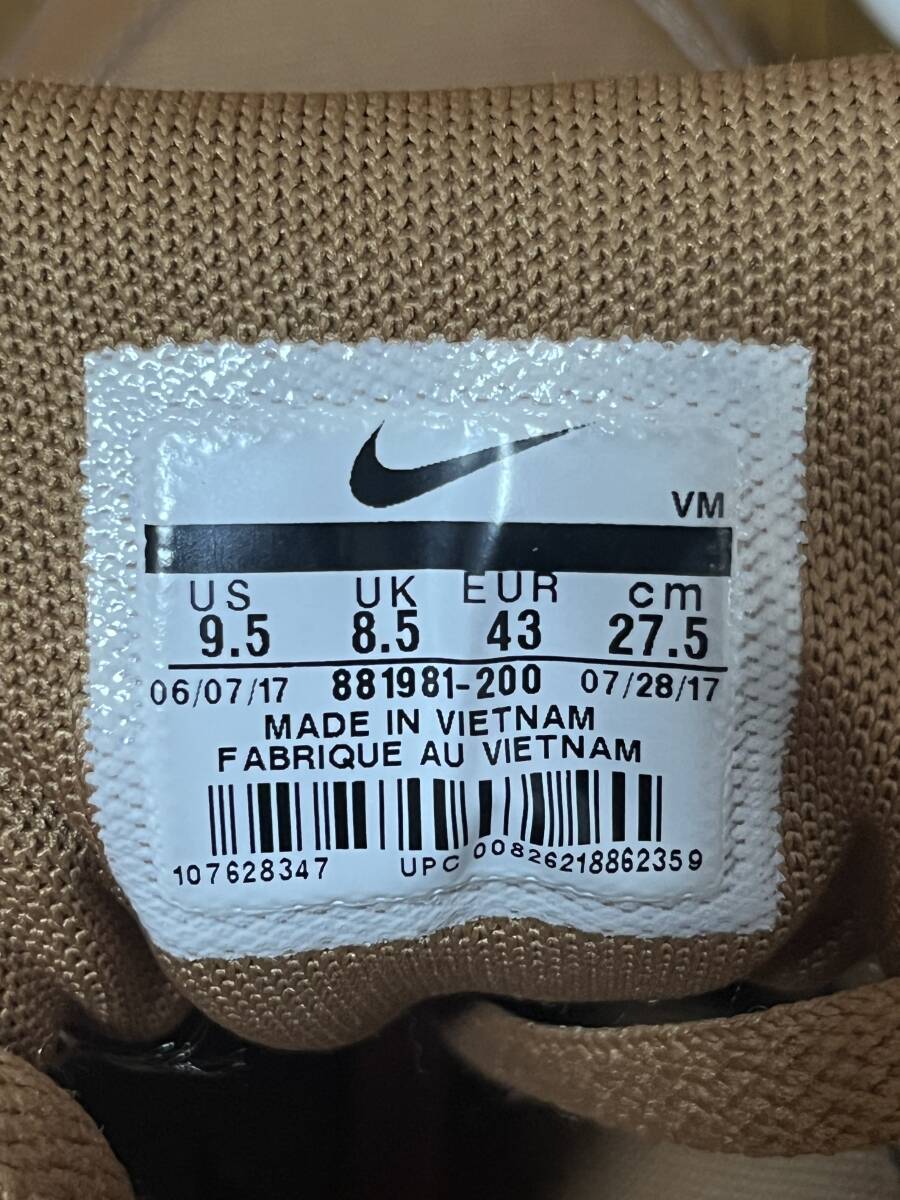 VM
US UK EUR cm
9.5 8.5 43 27.5
06/07/17 881981-200 07/28/17
MADE IN VIETNAM
FABRIQUE AU VIETNAM
107628347 UPC 00826218862359